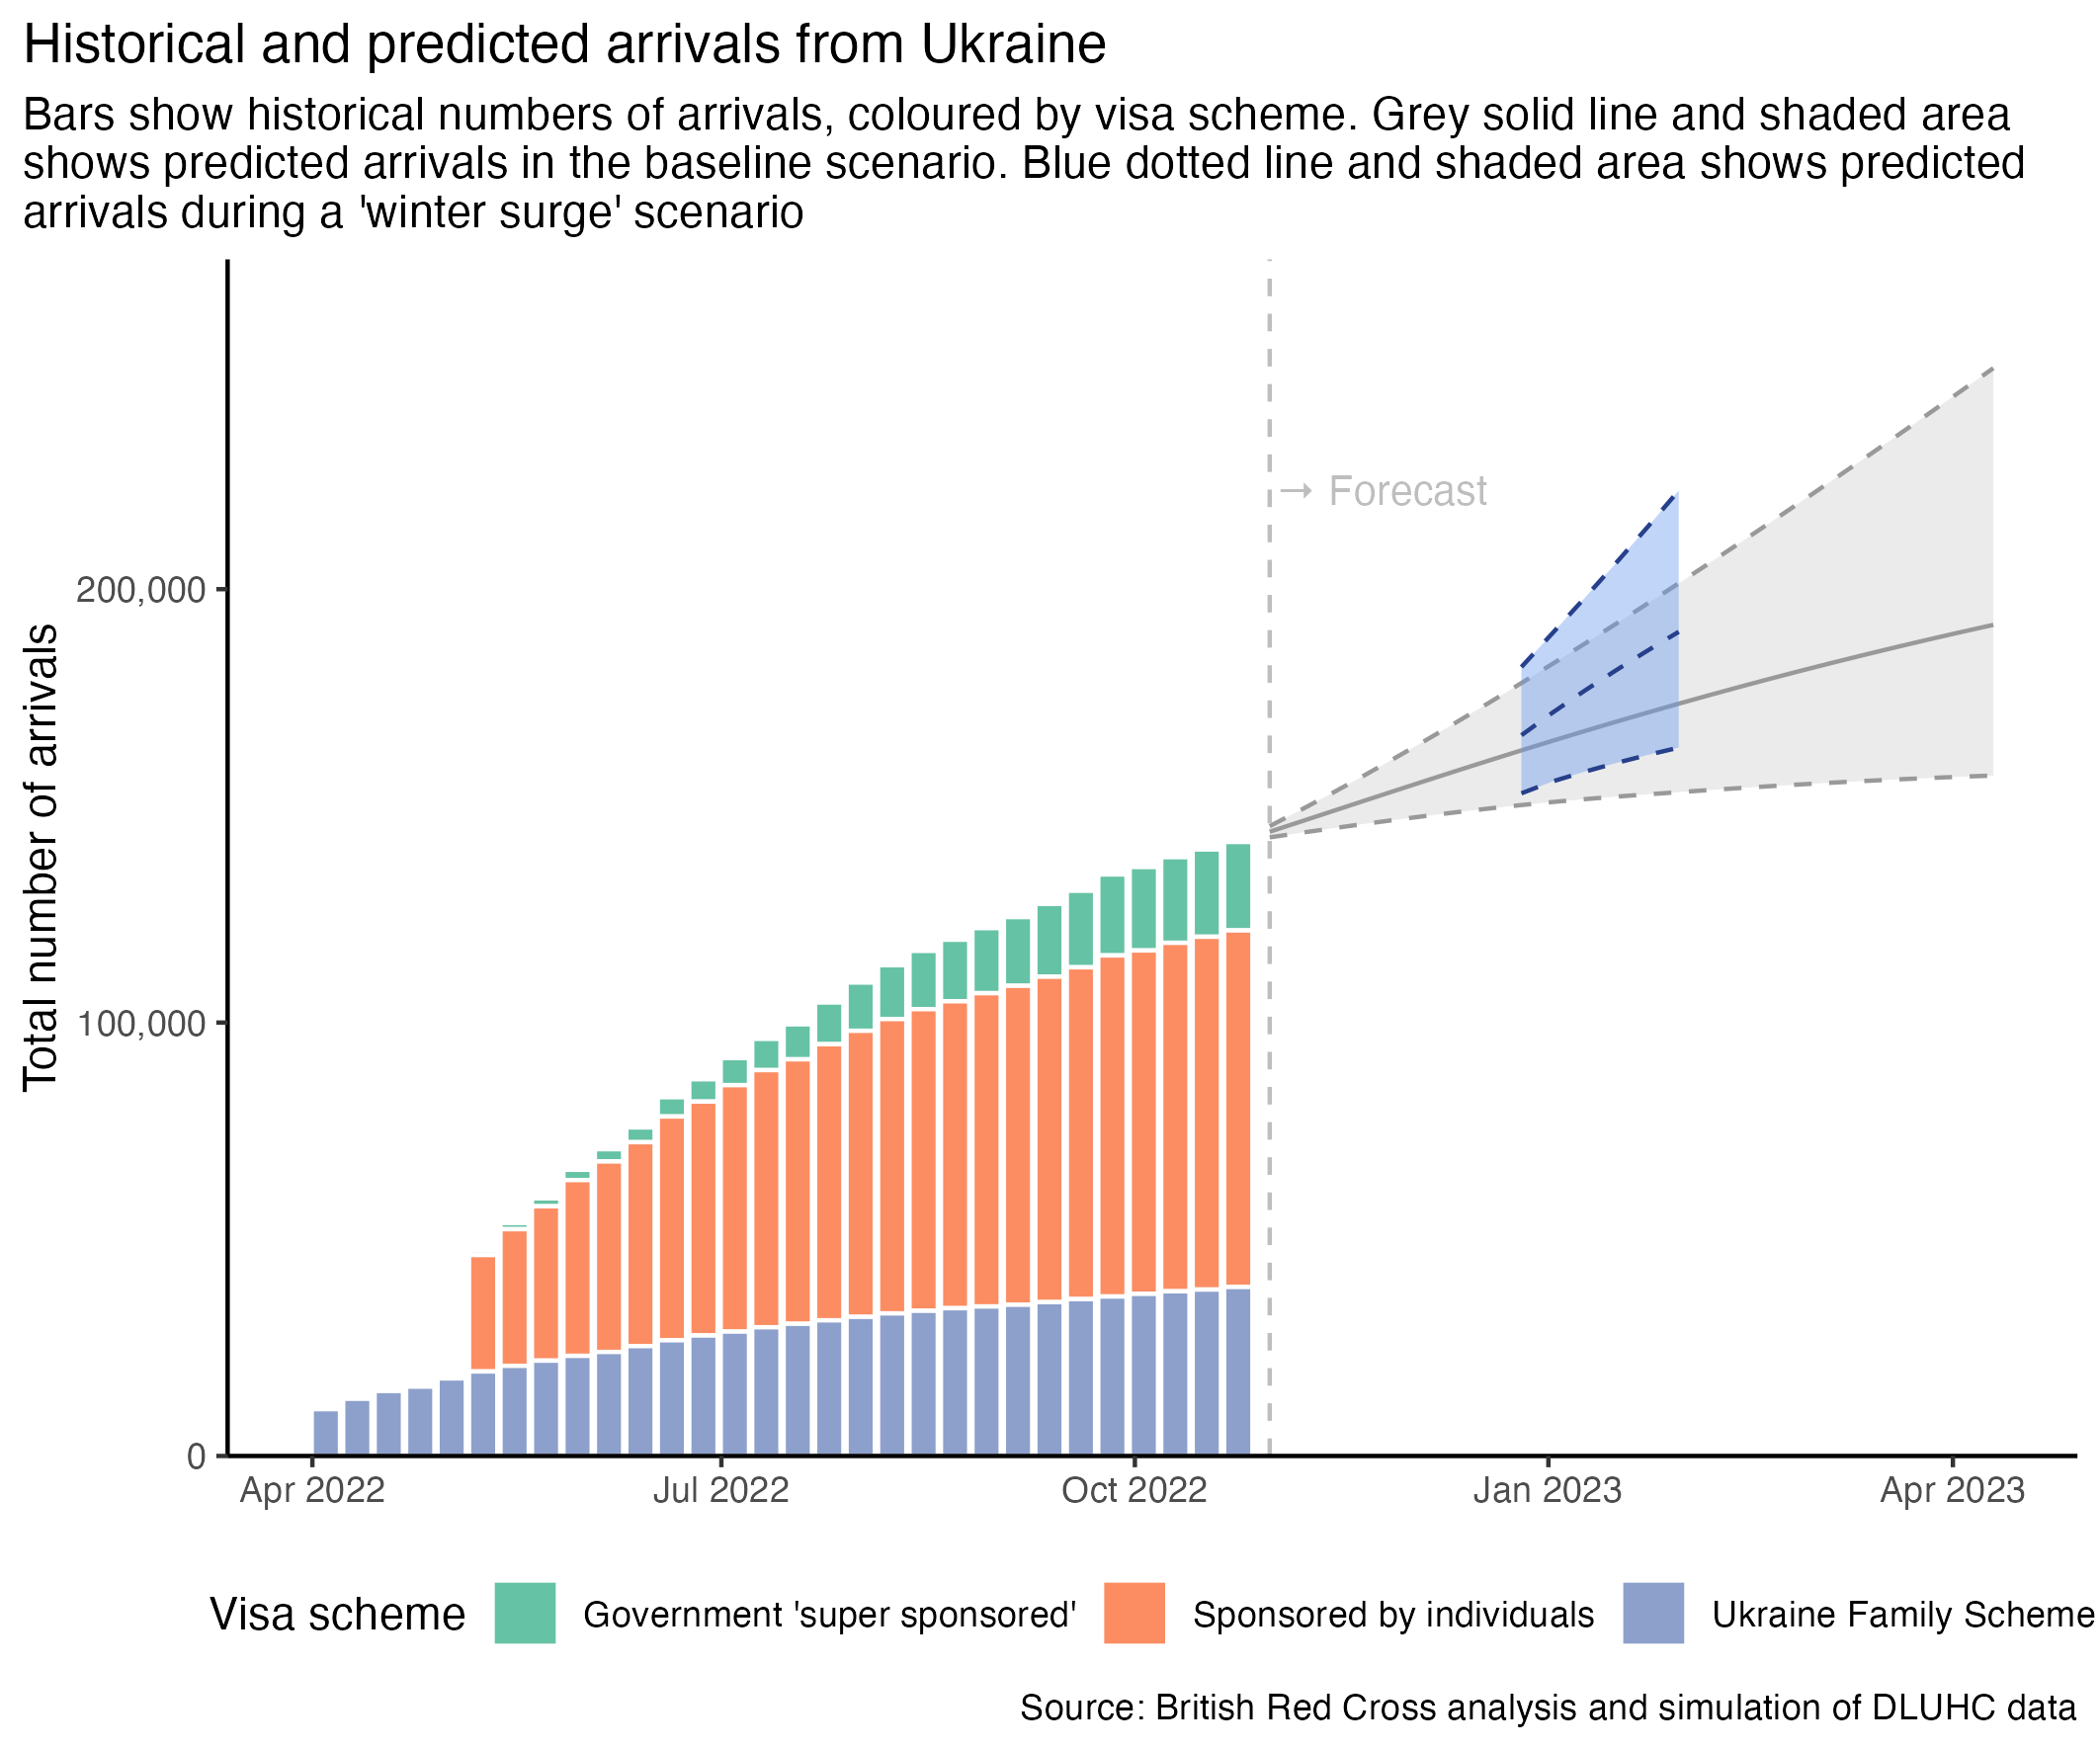 Historical and predicted arrivals from Ukraine
Bars show historical numbers of arrivals, coloured by visa scheme. Grey solid line and shaded area
shows predicted arrivals in the baseline scenario. Blue dotted line and shaded area shows predicted
arrivals during a 'winter surge' scenario
→ Forecast
Total number of arrivals
200,000
100,000
0
Apr 2022
Jul 2022
Oct 2022
Jan 2023
Apr 2023
Visa scheme
Government 'super sponsored'
Sponsored by individuals
Ukraine Family Scheme
Source: British Red Cross analysis and simulation of DLUHC data